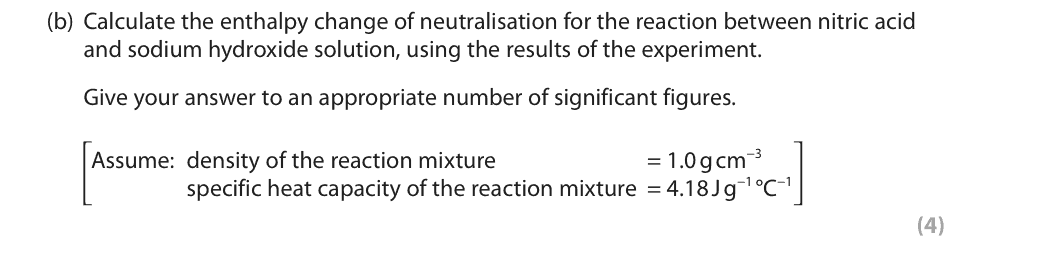 (b) Calculate the enthalpy change of neutralisation for the reaction between nitric acid
and sodium hydroxide solution, using the results of the experiment.
Give your answer to an appropriate number of significant figures.
[Assume: density of the reaction mixture = 1.0 g cm⁻³
specific heat capacity of the reaction mixture = 4.18 J g⁻¹ °C⁻¹]
(4)